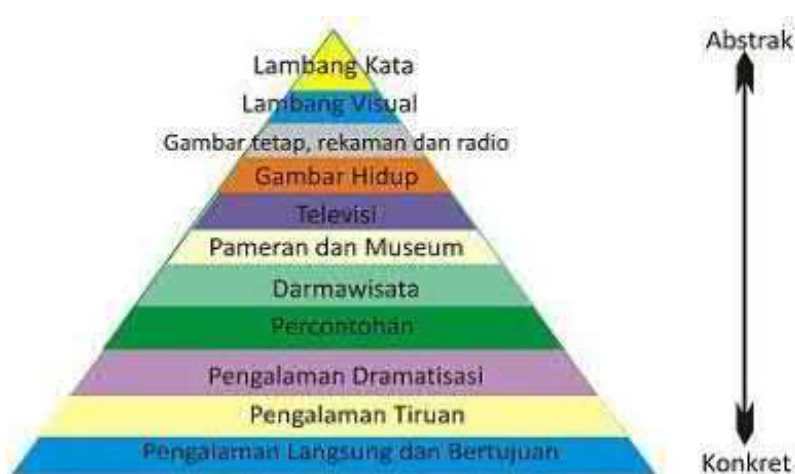 Abstrak
Lambang Kata
Lambang Visual
Gambar tetap, rekaman dan radio
Gambar Hidup
Televisi
Pameran dan Museum
Darmawisata
Percontohan
Pengalaman Dramatisasi
Pengalaman Tiruan
Pengalaman Langsung dan Bertujuan
Konkret